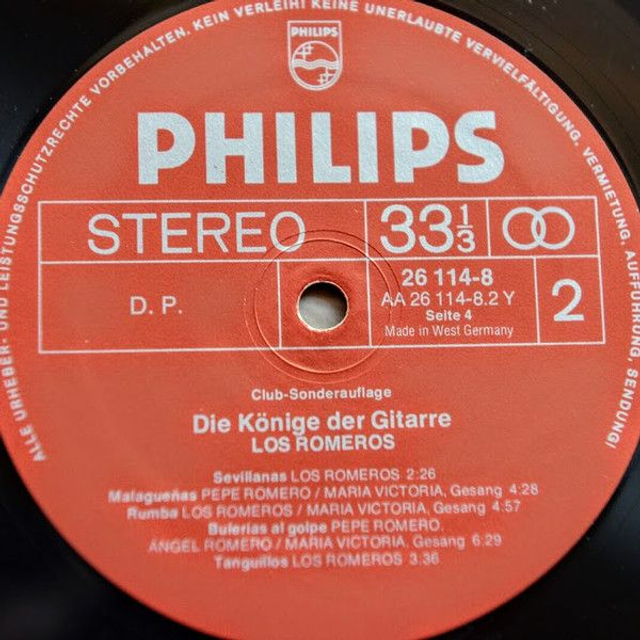 ALLE URHEBER- UND LEISTUNGSSCHUTZRECHTE VORBEHALTEN. KEIN VERLEIH! KEINE UNERLAUBTE VERVIELFÄLTIGUNG, VERMIETUNG, AUFFÜHRUNG, SENDUNG!
PHILIPS
PHILIPS
STEREO 33 1/3
D. P.
26 114-8
AA 26 114-8.2 Y
Seite 4
Made in West Germany
2
Club-Sonderauflage
Die Könige der Gitarre
LOS ROMEROS
Sevillanas LOS ROMEROS 2:26
Malagueñas PEPE ROMERO / MARIA VICTORIA, Gesang 4:28
Rumba LOS ROMEROS / MARIA VICTORIA, Gesang 4:57
Bulerias al golpe PEPE ROMERO,
ANGEL ROMERO / MARIA VICTORIA, Gesang 6:29
Tanguillos LOS ROMEROS 3:36